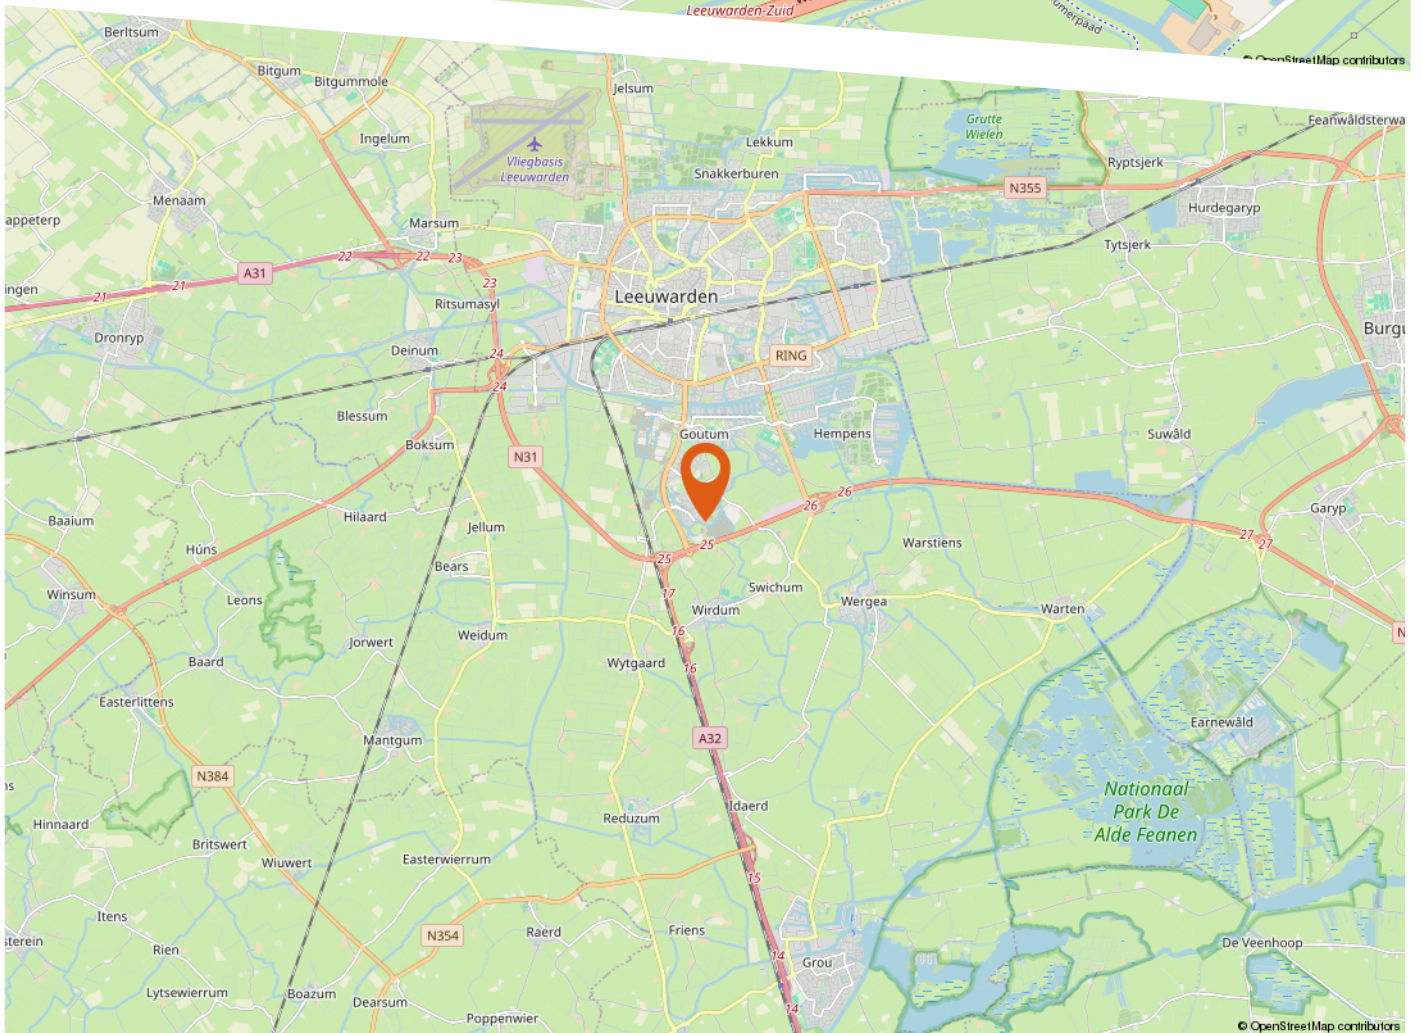 Leeuwarden-Zuid
© OpenStreetMap contributors
Berltsum
Bitgum
Bitgummole
Jelsum
Ingelum
Lekkum
Grutte
Wielen
Vliegbasis
Leeuwarden
Snakkerburen
Ryptsjerk
Menaam
N355
Hurdegaryp
Marsum
Tytsjerk
22
22
23
A31
23
21
21
Ritsumasyl
Leeuwarden
Dronryp
Deinum
24
RING
24
Blessum
Boksum
Goutum
Hempens
Suwâld
N31
26
26
Garyp
Baaium
Hilaard
Jellum
27
27
Húns
25
25
Warstiens
Bears
Winsum
Leons
17
Swichum
Wirdum
Wergea
Warten
16
Weidum
Jorwert
Baard
Wytgaard
16
Easterlittens
Earnewâld
Mantgum
A32
N384
Nationaal
Park De
Alde Feanen
Idaerd
Reduzum
Hinnaard
Britswert
Wiuwert
Easterwierrum
15
Itens
N354
Raerd
Friens
Rien
14
Grou
De Veenhoop
Lytsewierrum
Boazum
Dearsum
14
Poppenwier
© OpenStreetMap contributors